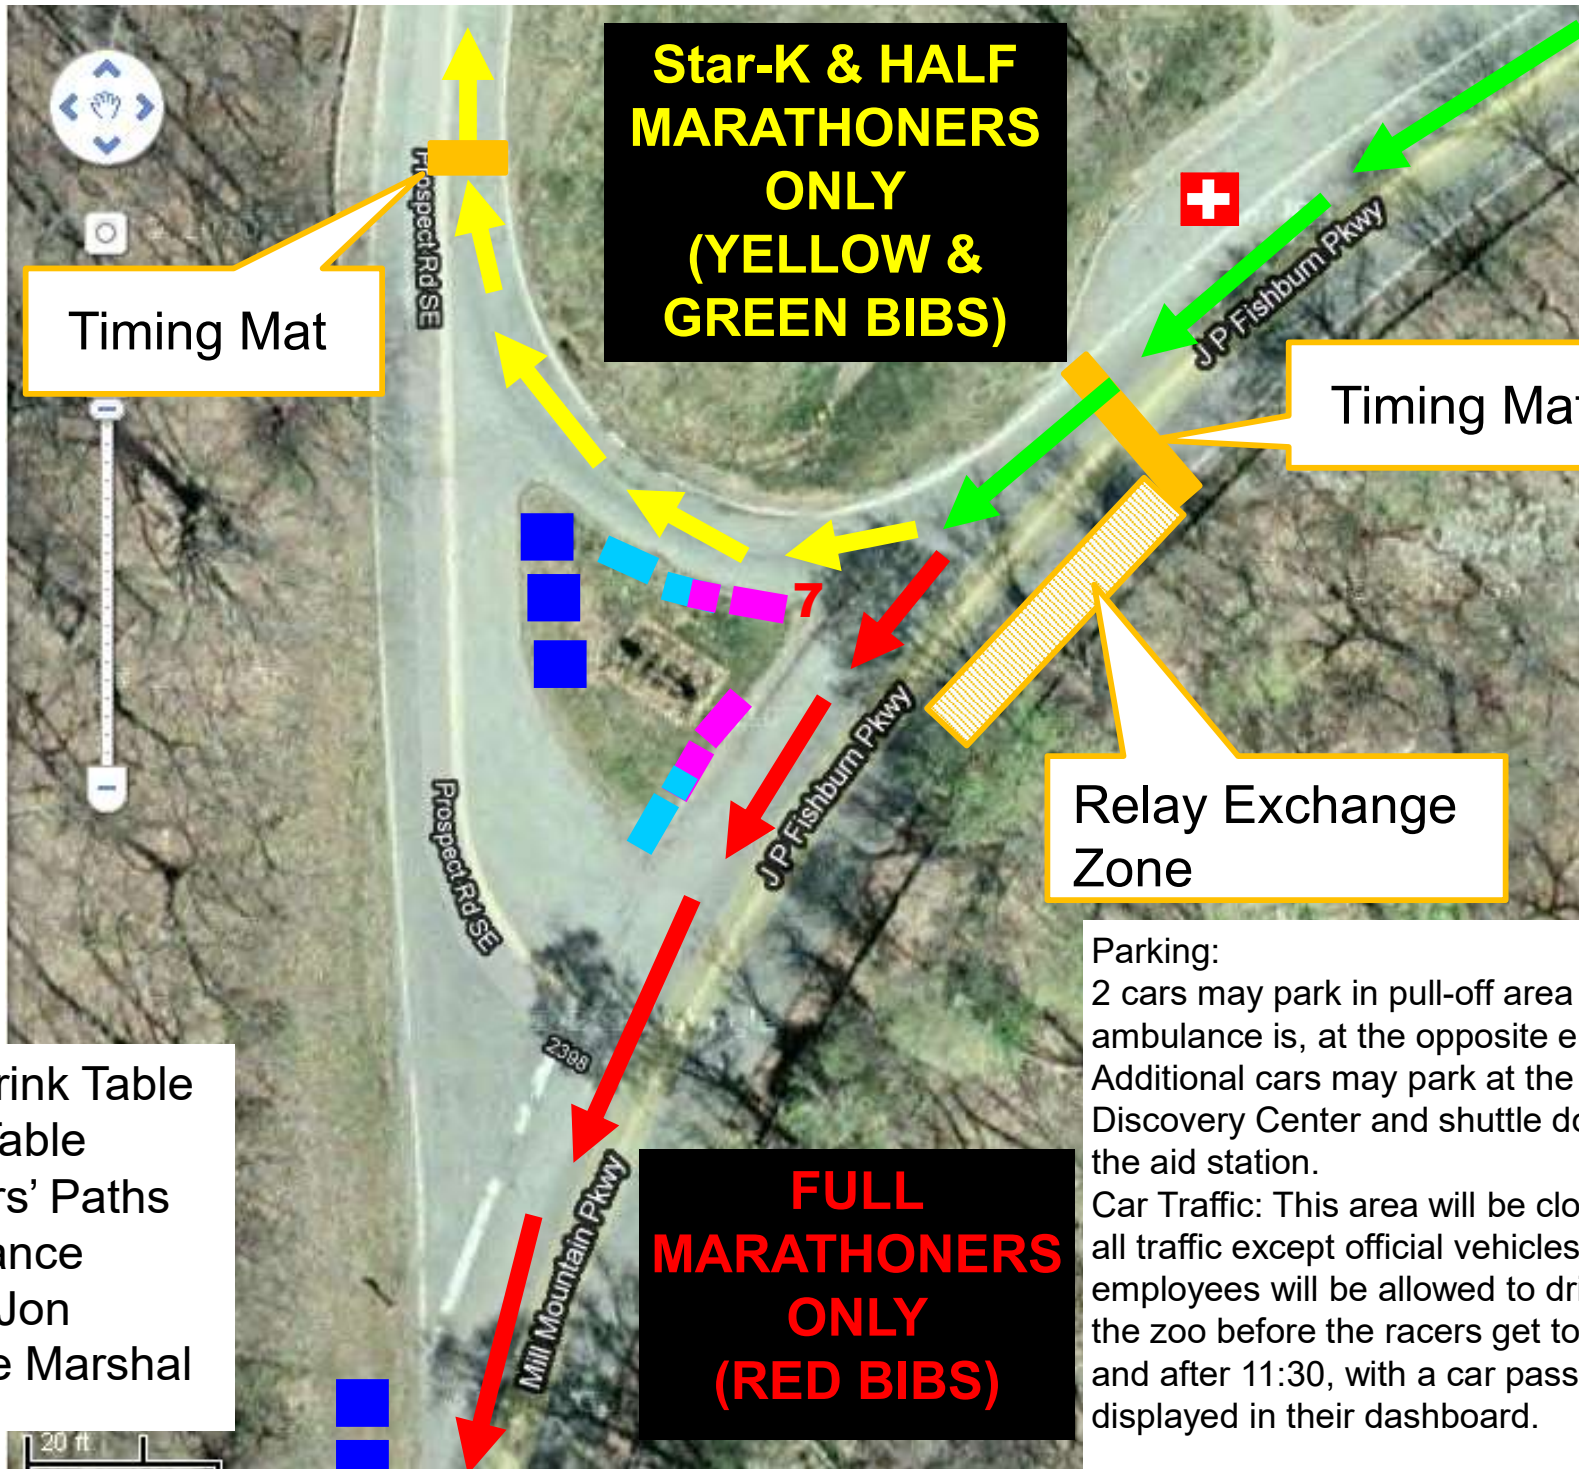 Star-K & HALF
MARATHONERS
ONLY
(YELLOW &
GREEN BIBS)
Prospect Rd SE
Timing Mat
J P Fishburn Pkwy
Timing Mat
7
J P Fishburn Pkwy
Relay Exchange
Zone
Prospect Rd SE
2398
Parking:
2 cars may park in pull-off area
ambulance is, at the opposite e
Additional cars may park at the
Discovery Center and shuttle do
the aid station.
Car Traffic: This area will be clo
all traffic except official vehicles
employees will be allowed to dri
the zoo before the racers get to
and after 11:30, with a car pass
displayed in their dashboard.
rink Table
Table
rs’ Paths
ance
Jon
e Marshal
Mill Mountain Pkwy
FULL
MARATHONERS
ONLY
(RED BIBS)
20 ft